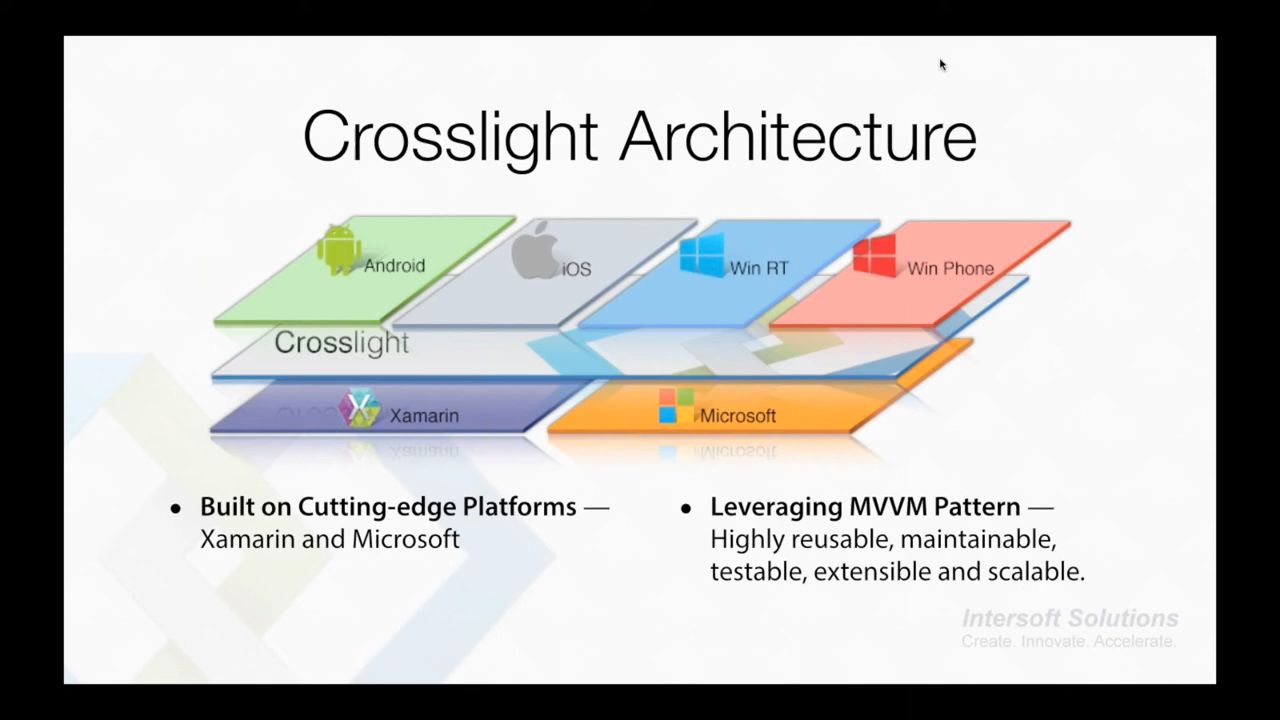 Crosslight Architecture
Android
iOS
Win RT
Win Phone
Crosslight
Xamarin
Microsoft
• Built on Cutting-edge Platforms —
Xamarin and Microsoft
• Leveraging MVVM Pattern —
Highly reusable, maintainable,
testable, extensible and scalable.
Intersoft Solutions
Create. Innovate. Accelerate.